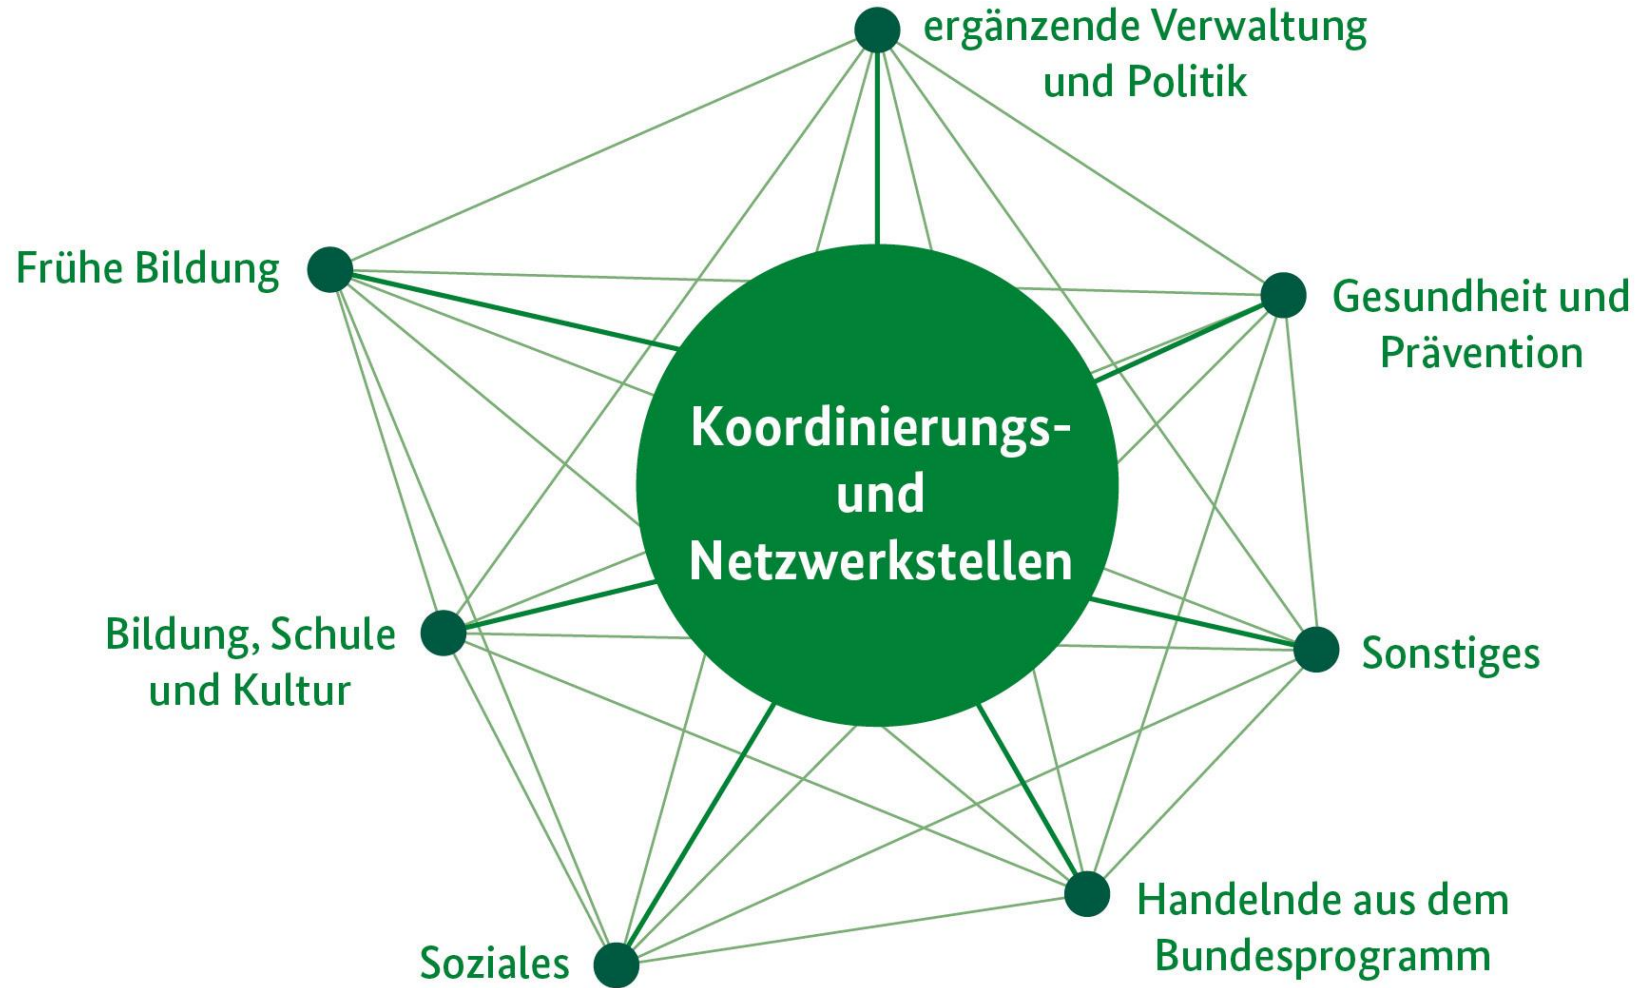 ergänzende Verwaltung
und Politik
Frühe Bildung
Gesundheit und
Prävention
Koordinierungs-
und
Netzwerkstellen
Bildung, Schule
und Kultur
Sonstiges
Handelnde aus dem
Bundesprogramm
Soziales